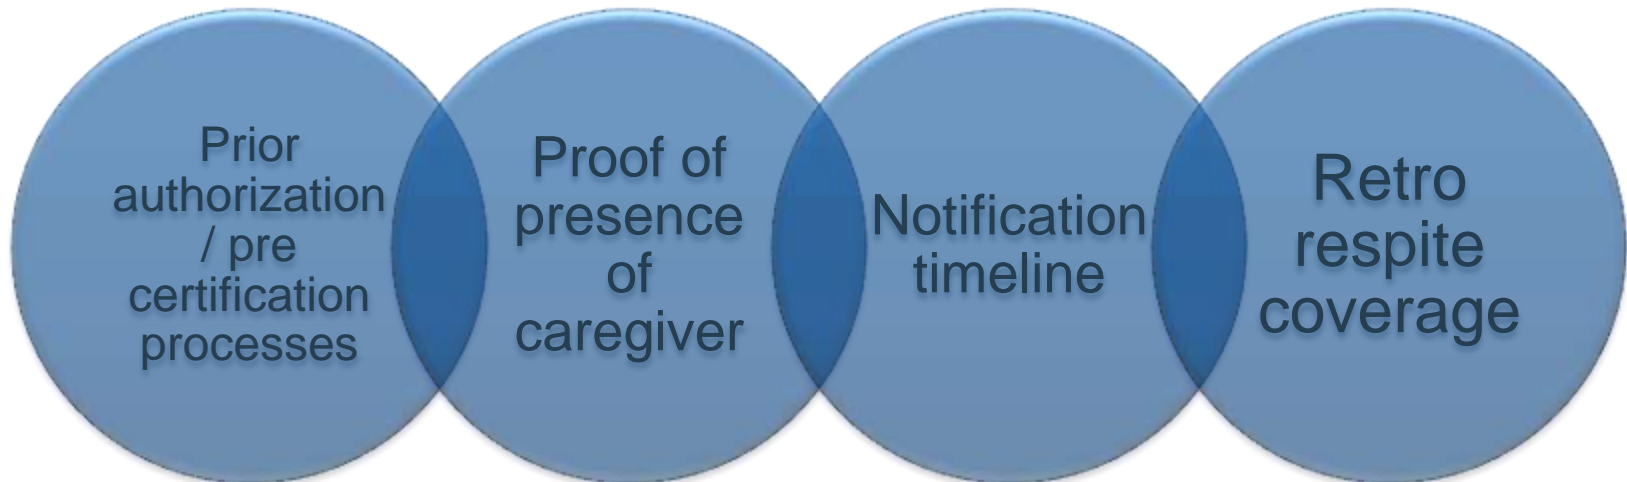 Prior
authorization
/ pre
certification
processes
Proof of
presence
of
caregiver
Notification
timeline
Retro
respite
coverage